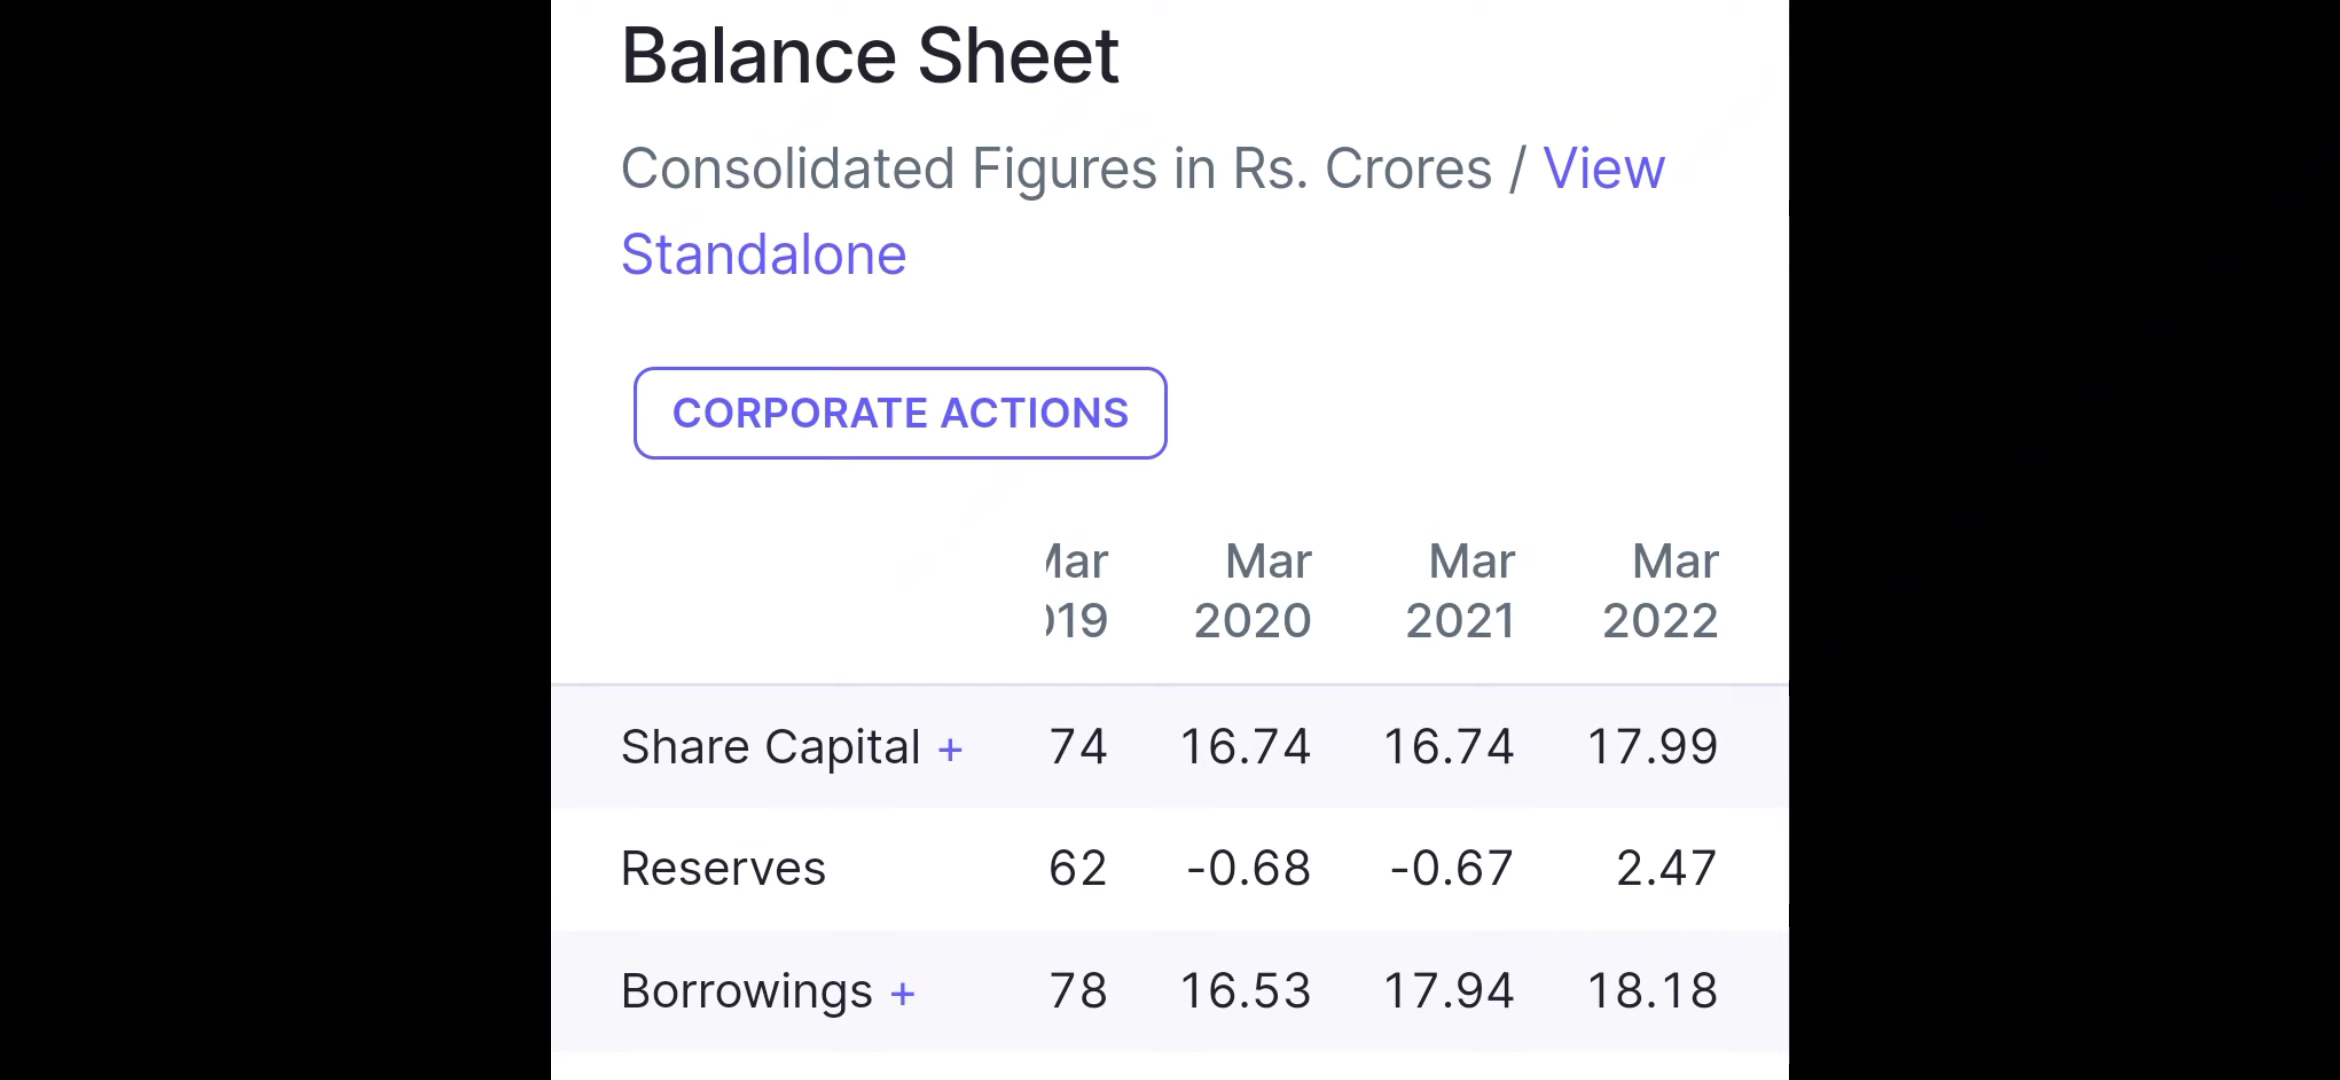 Balance Sheet
Consolidated Figures in Rs. Crores / View
Standalone
CORPORATE ACTIONS
Mar Mar Mar Mar
19 2020 2021 2022
Share Capital + 74 16.74 16.74 17.99
Reserves 62 -0.68 -0.67 2.47
Borrowings + 78 16.53 17.94 18.18